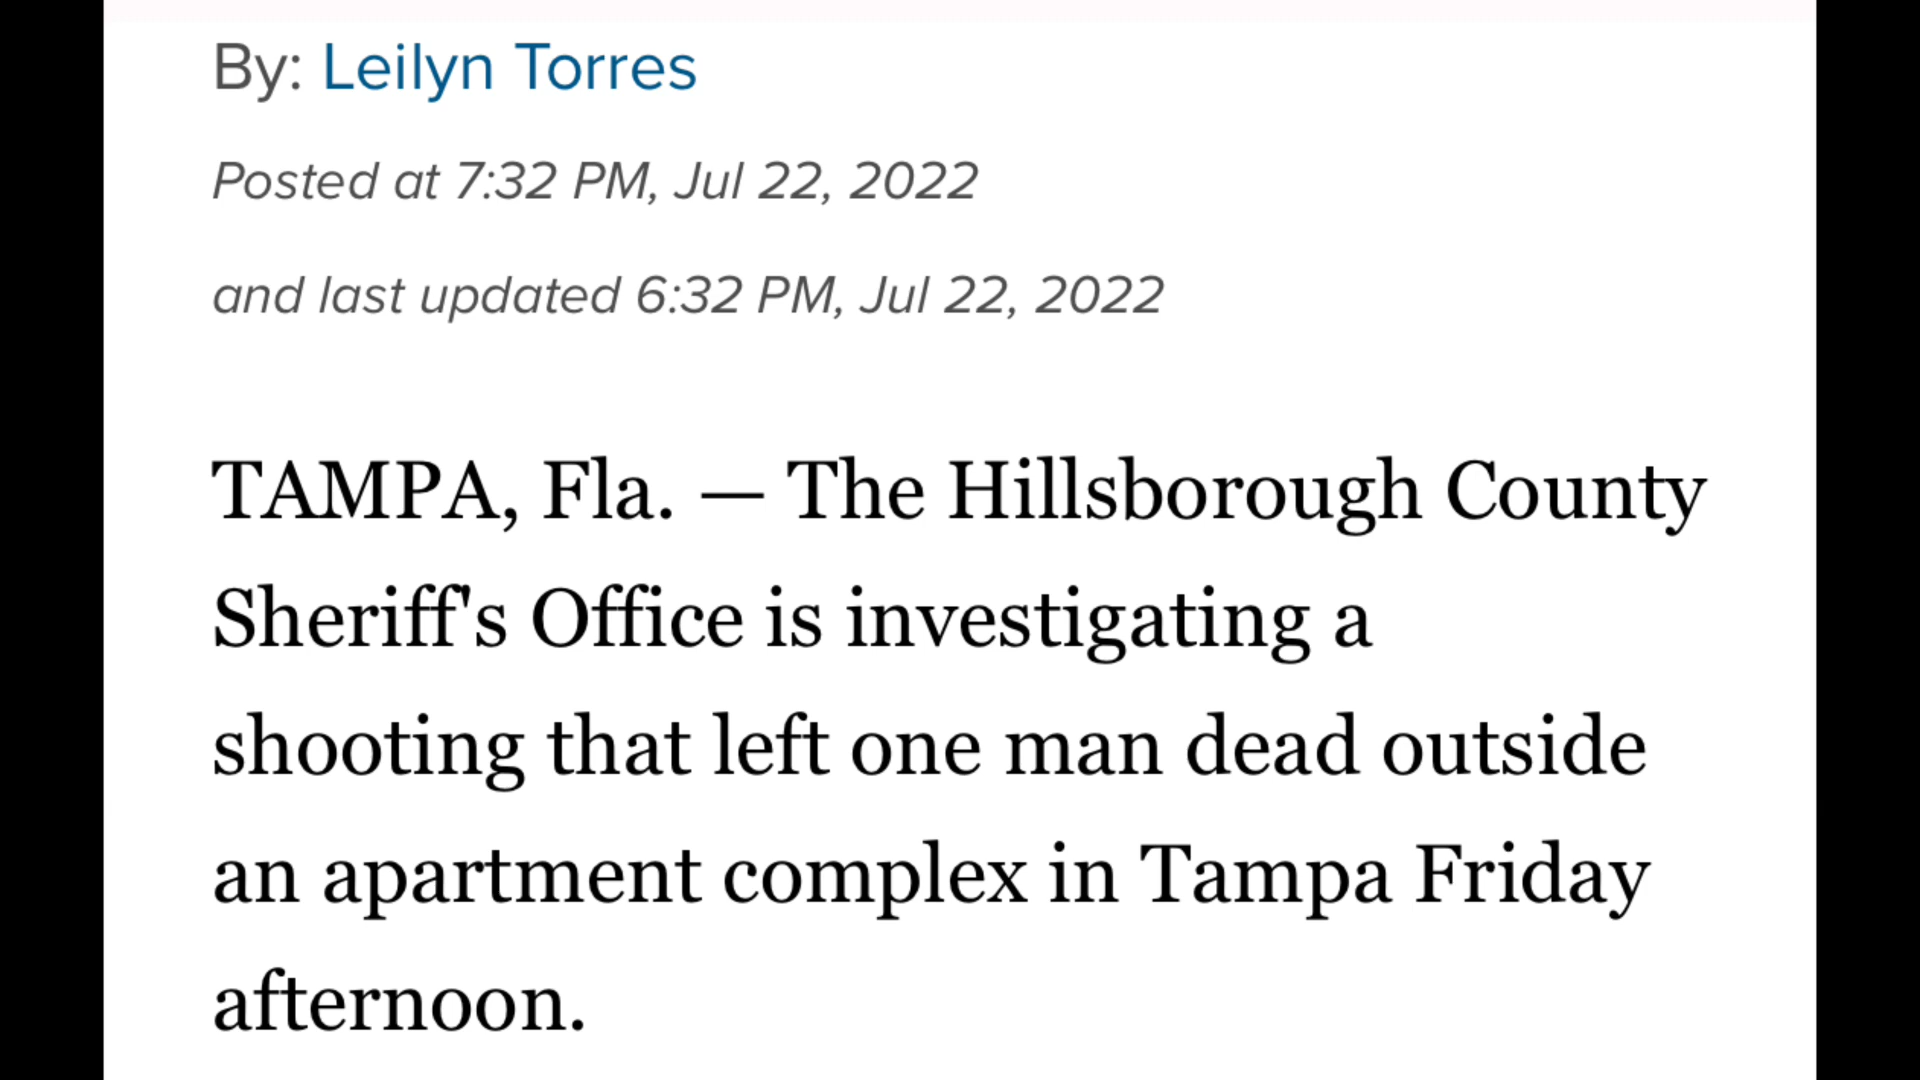 By: Leilyn Torres
Posted at 7:32 PM, Jul 22, 2022
and last updated 6:32 PM, Jul 22, 2022
TAMPA, Fla. — The Hillsborough County
Sheriff's Office is investigating a
shooting that left one man dead outside
an apartment complex in Tampa Friday
afternoon.